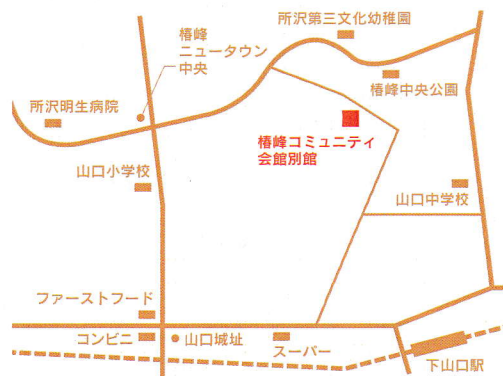 所沢第三文化幼稚園
椿峰
ニュータウン
中央
椿峰中央公園
所沢明生病院
椿峰コミュニティ
会館別館
山口小学校
山口中学校
ファーストフード
コンビニ
山口城址
スーパー
下山口駅